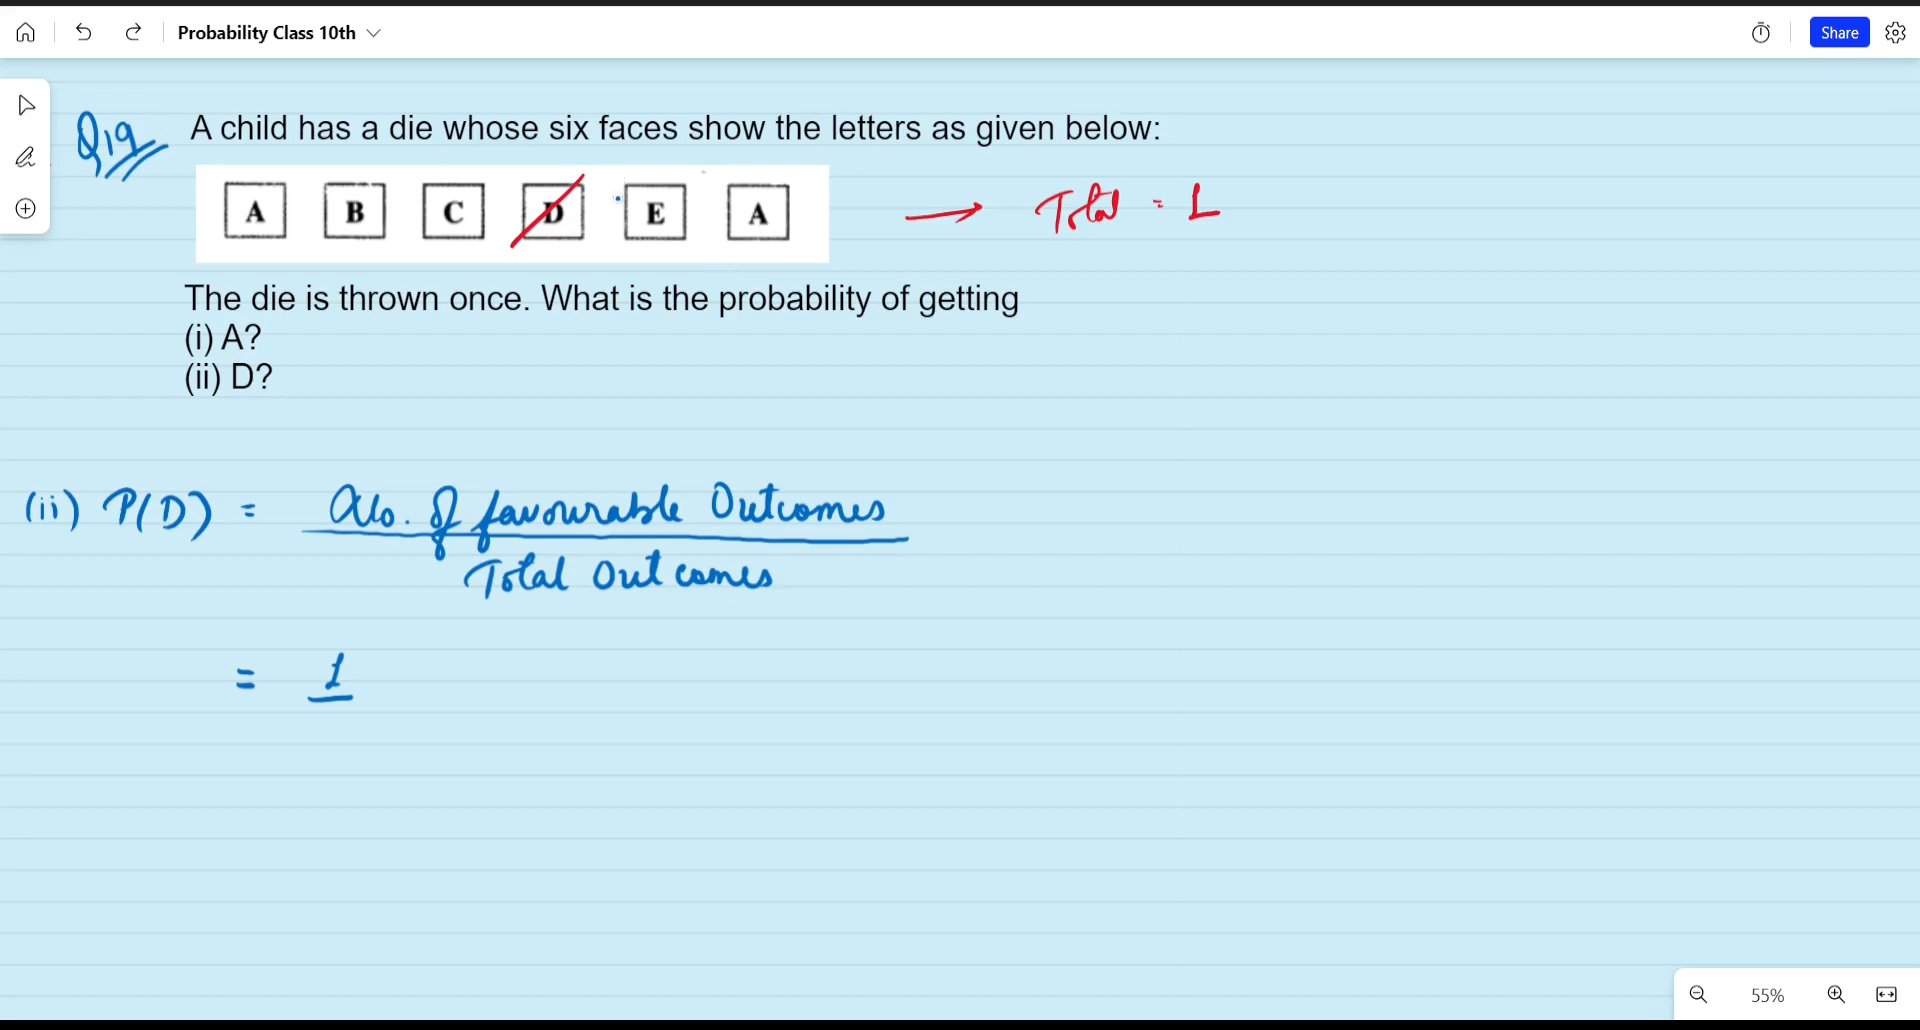 Probability Class 10th
Share
Q19 A child has a die whose six faces show the letters as given below:
A B C D E A → Total = 1
The die is thrown once. What is the probability of getting
(i) A?
(ii) D?
(ii) P(D) = No. of favourable Outcomes
Total Outcomes
= 1
55%